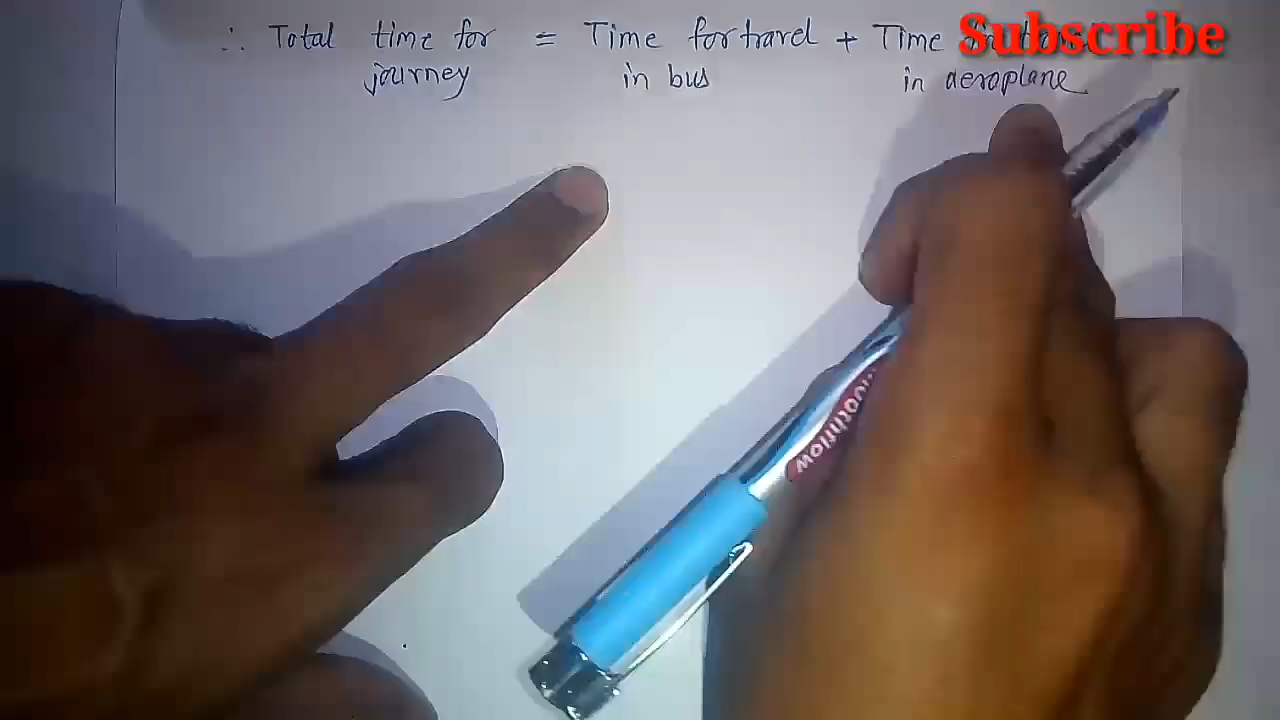 ∴ Total time for = Time for travel + Time
journey in bus in aeroplane
Subscribe